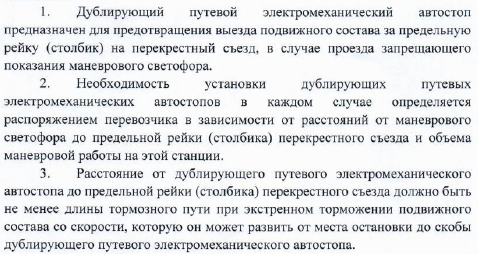 1. Дублирующий путевой электромеханический автостоп
предназначен для предотвращения выезда подвижного состава за предельную
рейку (столбик) на перекрестный съезд, в случае проезда запрещающего
показания маневрового светофора.
2. Необходимость установки дублирующих путевых
электромеханических автостопов в каждом случае определяется
распоряжением перевозчика в зависимости от расстояний от маневрового
светофора до предельной рейки (столбика) перекрестного съезда и объема
маневровой работы на этой станции.
3. Расстояние от дублирующего путевого электромеханического
автостопа до предельной рейки (столбика) перекрестного съезда должно быть
не менее длины тормозного пути при экстренном торможении подвижного
состава со скорости, которую он может развить от места остановки до скобы
дублирующего путевого электромеханического автостопа.